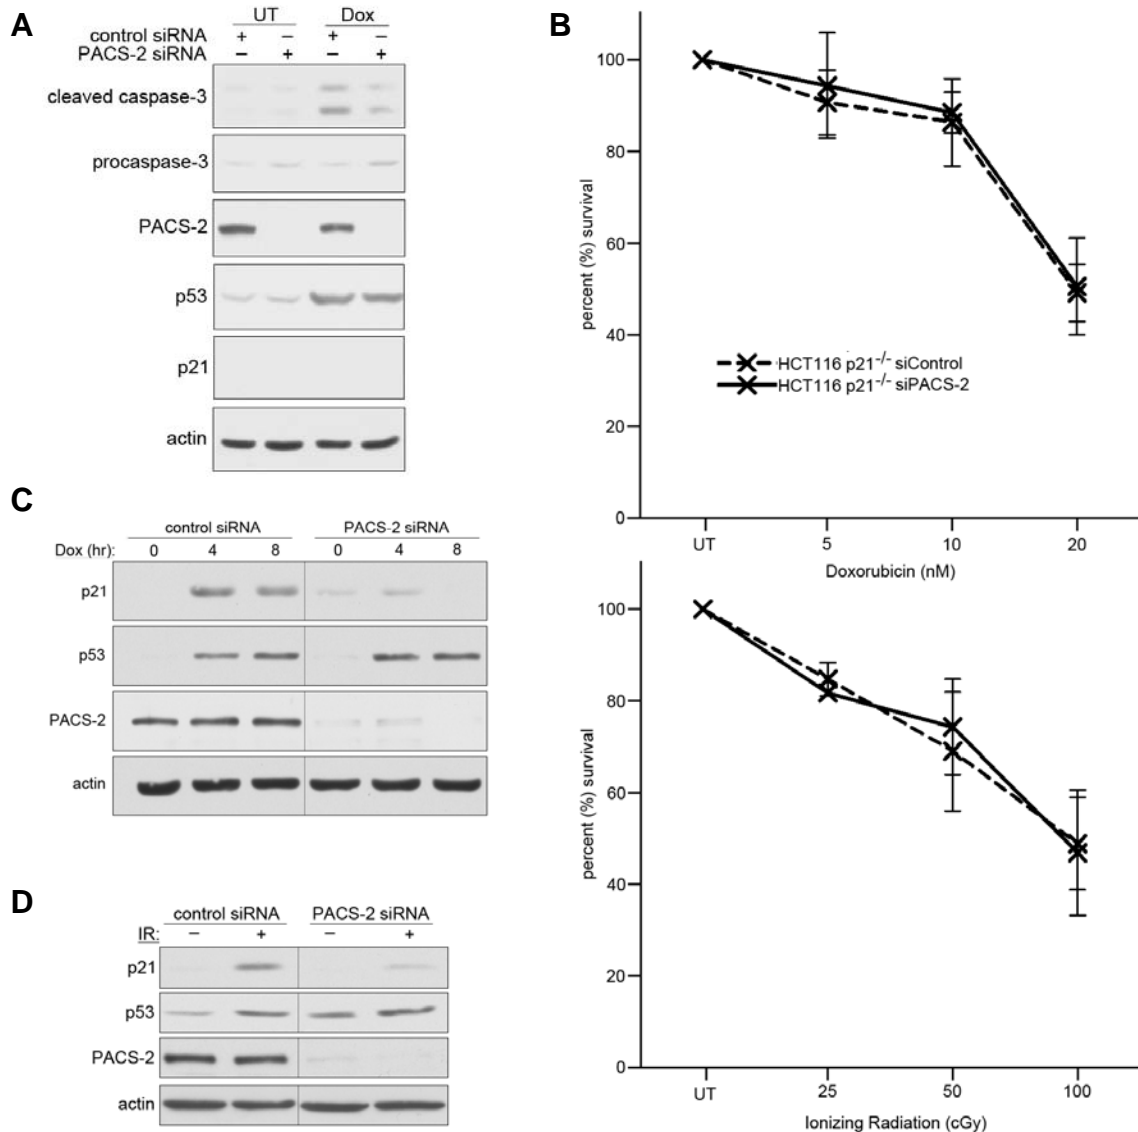 A
UT Dox
control siRNA + – + –
PACS-2 siRNA – + – +
cleaved caspase-3
procaspase-3
PACS-2
p53
p21
actin
B
percent (%) survival
100
80
60
40
20
0
HCT116 p21-/- siControl
HCT116 p21-/- siPACS-2
UT 5 10 20
Doxorubicin (nM)
percent (%) survival
100
80
60
40
20
0
UT 25 50 100
Ionizing Radiation (cGy)
C
control siRNA PACS-2 siRNA
Dox (hr): 0 4 8 0 4 8
p21
p53
PACS-2
actin
D
control siRNA PACS-2 siRNA
IR: – + – +
p21
p53
PACS-2
actin